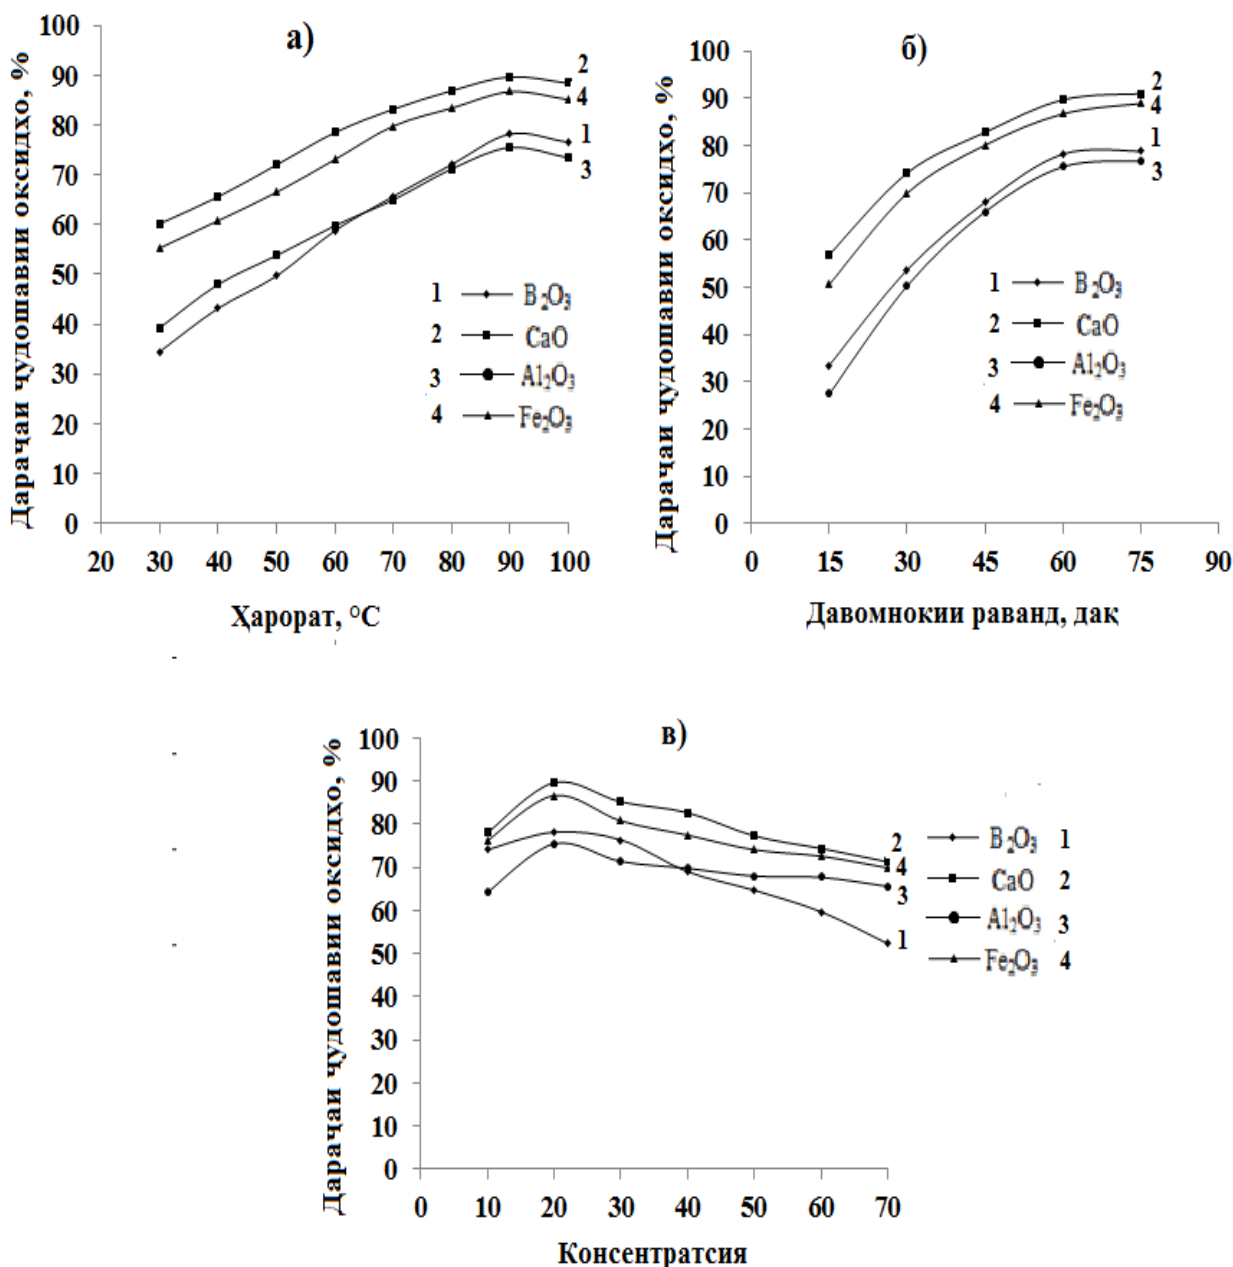 а)
Дараҷаи ҷудошавии оксидҳо, %
100
90
80
70
60
50
40
30
20
10
0
2
4
1
3
1 B₂O₃
2 CaO
3 Al₂O₃
4 Fe₂O₃
20 30 40 50 60 70 80 90 100
Ҳарорат, °C
б)
Дараҷаи ҷудошавии оксидҳо, %
100
90
80
70
60
50
40
30
20
10
0
2
4
1
3
1 B₂O₃
2 CaO
3 Al₂O₃
4 Fe₂O₃
0 15 30 45 60 75 90
Давомнокии раванд, дақ
в)
Дараҷаи ҷудошавии оксидҳо, %
100
90
80
70
60
50
40
30
20
10
0
2
4
3
1
B₂O₃ 1
CaO 2
Al₂O₃ 3
Fe₂O₃ 4
0 10 20 30 40 50 60 70
Консентратсия